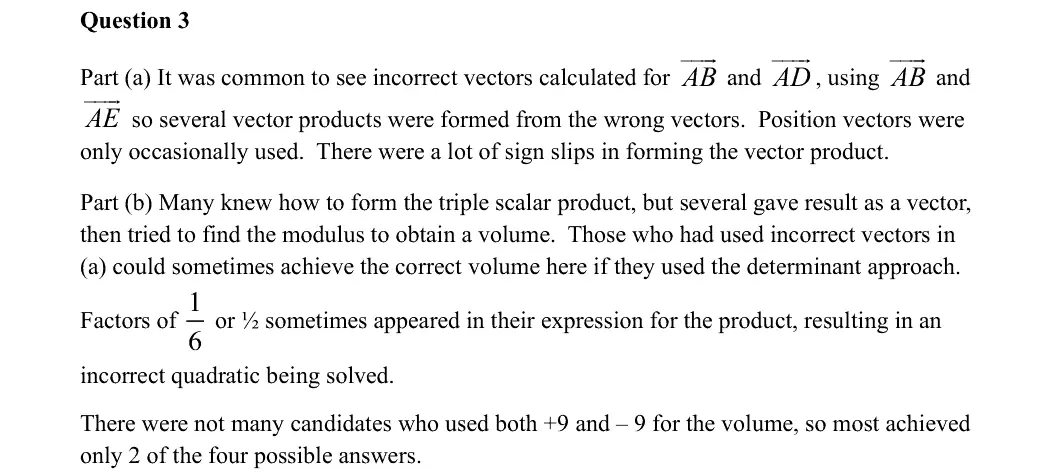 Question 3
Part (a) It was common to see incorrect vectors calculated for AB and AD, using AB and
AE so several vector products were formed from the wrong vectors. Position vectors were
only occasionally used. There were a lot of sign slips in forming the vector product.
Part (b) Many knew how to form the triple scalar product, but several gave result as a vector,
then tried to find the modulus to obtain a volume. Those who had used incorrect vectors in
(a) could sometimes achieve the correct volume here if they used the determinant approach.
Factors of 1/6 or ½ sometimes appeared in their expression for the product, resulting in an
incorrect quadratic being solved.
There were not many candidates who used both +9 and – 9 for the volume, so most achieved
only 2 of the four possible answers.